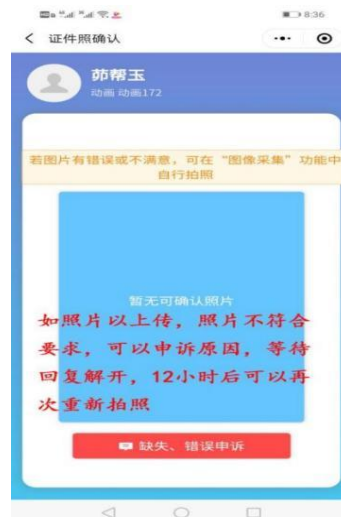 8:36
证件照确认
茆帮玉
动画 动画172
若图片有错误或不满意，可在“图像采集”功能中
自行拍照
暂无可确认照片
如照片以上传，照片不符合
要求，可以申诉原因，等待
回复解开，12小时后可以再
次重新拍照
缺失、错误申诉